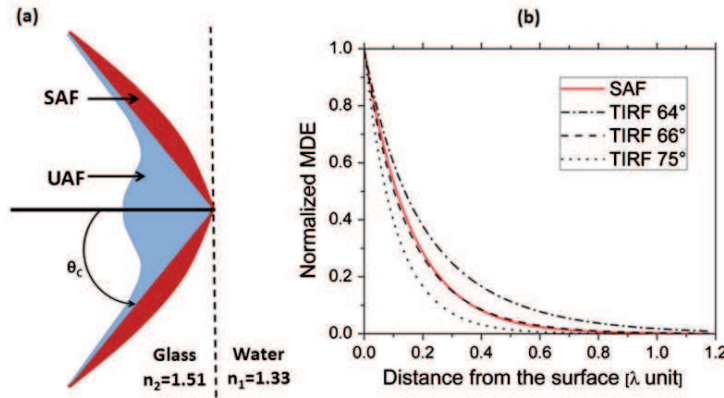 (a)
SAF
UAF
θc
Glass
n2=1.51
Water
n1=1.33
(b)
Normalized MDE
1.0
0.8
0.6
0.4
0.2
0.0
SAF
TIRF 64°
TIRF 66°
TIRF 75°
0.0 0.2 0.4 0.6 0.8 1.0 1.2
Distance from the surface [λ unit]